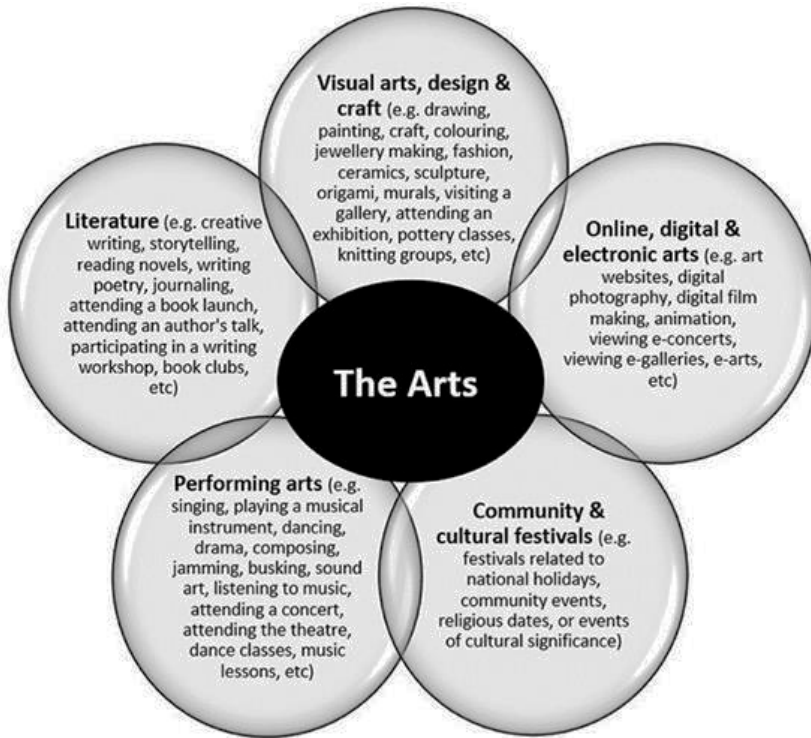 Visual arts, design &
craft (e.g. drawing,
painting, craft, colouring,
jewellery making, fashion,
ceramics, sculpture,
origami, murals, visiting a
gallery, attending an
exhibition, pottery classes,
knitting groups, etc)
Literature (e.g. creative
writing, storytelling,
reading novels, writing
poetry, journaling,
attending a book launch,
attending an author's talk,
participating in a writing
workshop, book clubs,
etc)
Online, digital &
electronic arts (e.g. art
websites, digital
photography, digital film
making, animation,
viewing e-concerts,
viewing e-galleries, e-arts,
etc)
The Arts
Performing arts (e.g.
singing, playing a musical
instrument, dancing,
drama, composing,
jamming, busking, sound
art, listening to music,
attending a concert,
attending the theatre,
dance classes, music
lessons, etc)
Community &
cultural festivals (e.g.
festivals related to
national holidays,
community events,
religious dates, or events
of cultural significance)